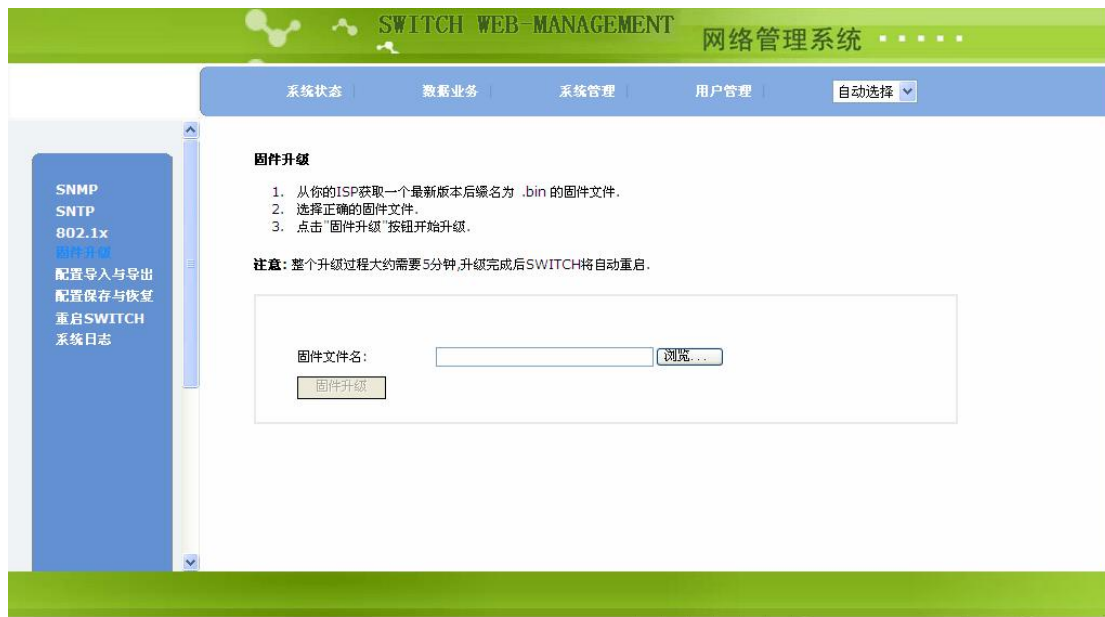 SWITCH WEB-MANAGEMENT
网络管理系统
系统状态 数据业务 系统管理 用户管理 自动选择
SNMP
SNTP
802.1x
固件升级
配置导入与导出
配置保存与恢复
重启SWITCH
系统日志
固件升级
1. 从你的ISP获取一个最新版本后缀名为 .bin 的固件文件.
2. 选择正确的固件文件.
3. 点击"固件升级"按钮开始升级.
注意: 整个升级过程大约需要5分钟,升级完成后SWITCH将自动重启.
固件文件名: 浏览...
固件升级